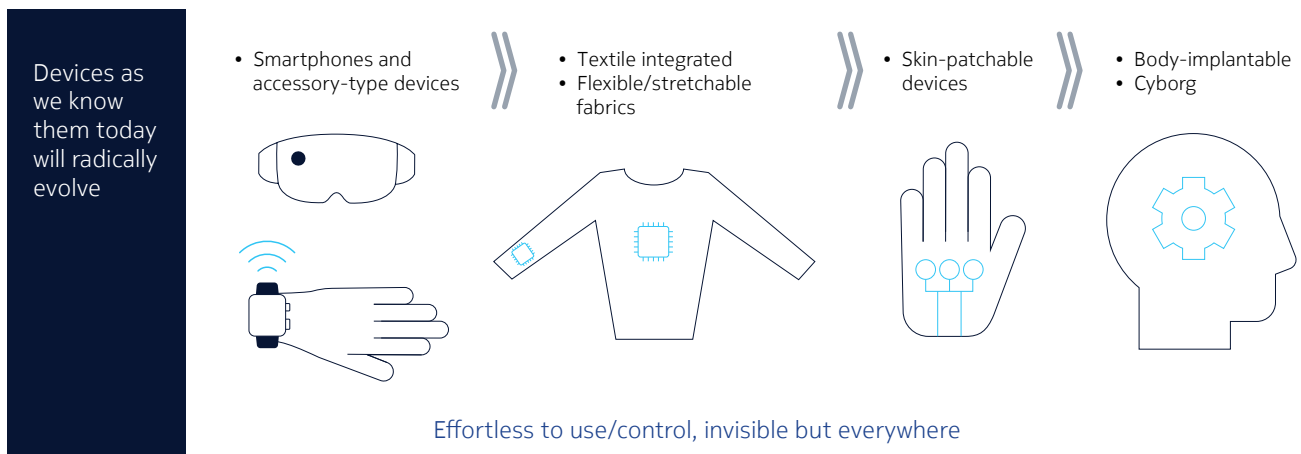 Devices as
we know
them today
will radically
evolve
• Smartphones and
accessory-type devices
• Textile integrated
• Flexible/stretchable
fabrics
• Skin-patchable
devices
• Body-implantable
• Cyborg
Effortless to use/control, invisible but everywhere